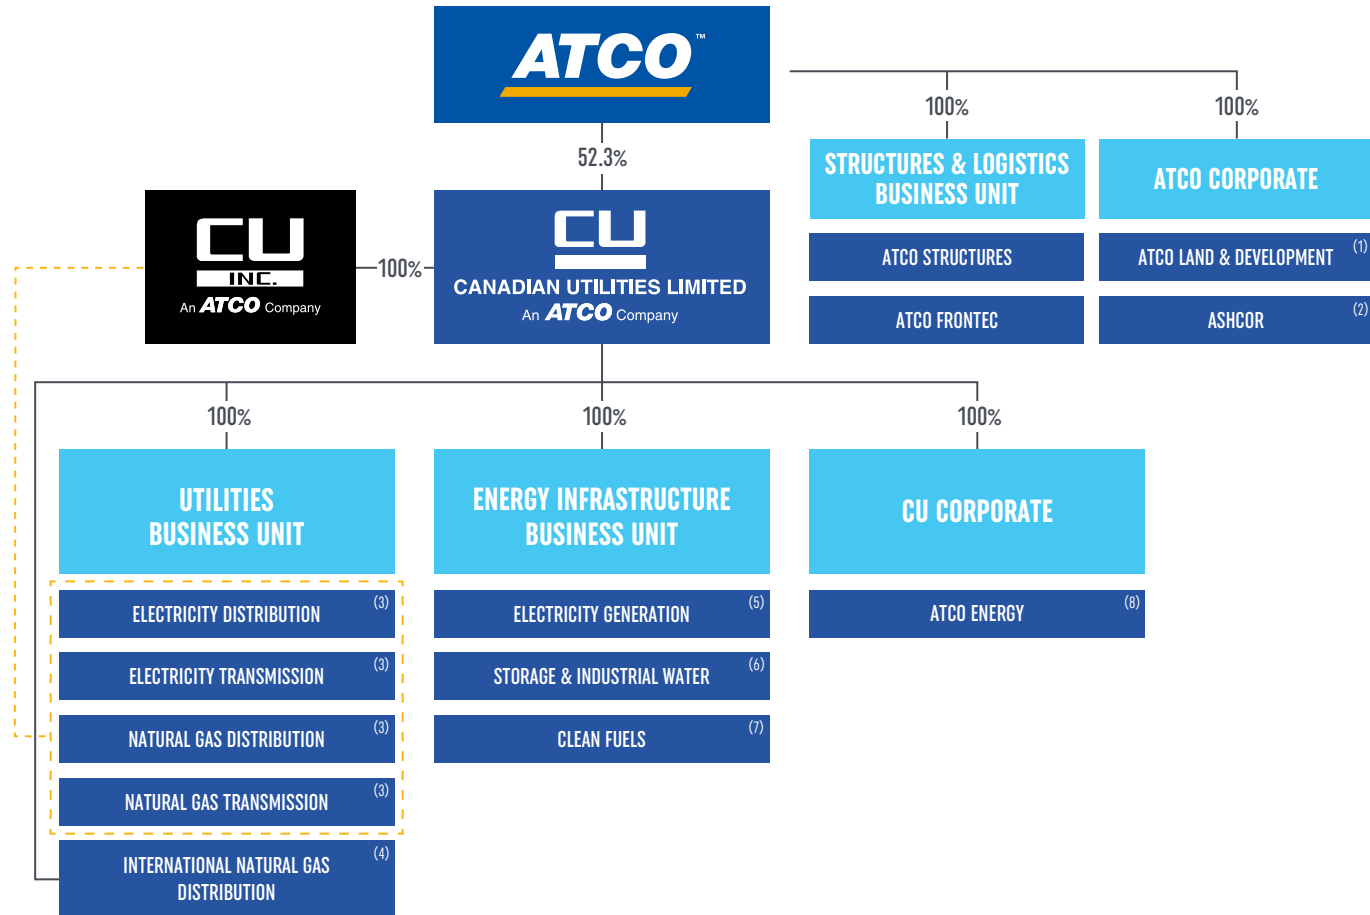 ATCO™
100%
100%
52.3%
STRUCTURES & LOGISTICS
BUSINESS UNIT
ATCO CORPORATE
CU
INC.
An ATCO Company
100%
CU
CANADIAN UTILITIES LIMITED
An ATCO Company
ATCO STRUCTURES
ATCO LAND & DEVELOPMENT (1)
ATCO FRONTEC
ASHCOR (2)
100%
100%
100%
UTILITIES
BUSINESS UNIT
ENERGY INFRASTRUCTURE
BUSINESS UNIT
CU CORPORATE
ELECTRICITY DISTRIBUTION (3)
ELECTRICITY GENERATION (5)
ATCO ENERGY (8)
ELECTRICITY TRANSMISSION (3)
STORAGE & INDUSTRIAL WATER (6)
NATURAL GAS DISTRIBUTION (3)
CLEAN FUELS (7)
NATURAL GAS TRANSMISSION (3)
INTERNATIONAL NATURAL GAS (4)
DISTRIBUTION